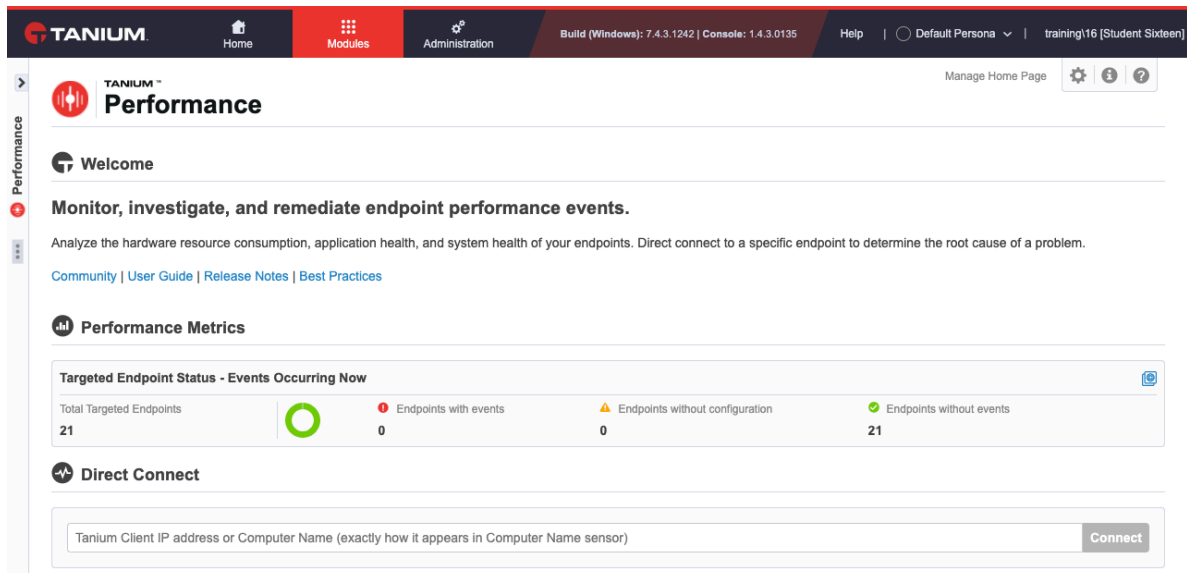 TANIUM.
Home
Modules
Administration
Build (Windows): 7.4.3.1242 | Console: 1.4.3.0135
Help | Default Persona | training\16 [Student Sixteen]
Performance
TANIUM™
Performance
Manage Home Page
Welcome
Monitor, investigate, and remediate endpoint performance events.
Analyze the hardware resource consumption, application health, and system health of your endpoints. Direct connect to a specific endpoint to determine the root cause of a problem.
Community | User Guide | Release Notes | Best Practices
Performance Metrics
Targeted Endpoint Status - Events Occurring Now
Total Targeted Endpoints
21
Endpoints with events
0
Endpoints without configuration
0
Endpoints without events
21
Direct Connect
Tanium Client IP address or Computer Name (exactly how it appears in Computer Name sensor)
Connect